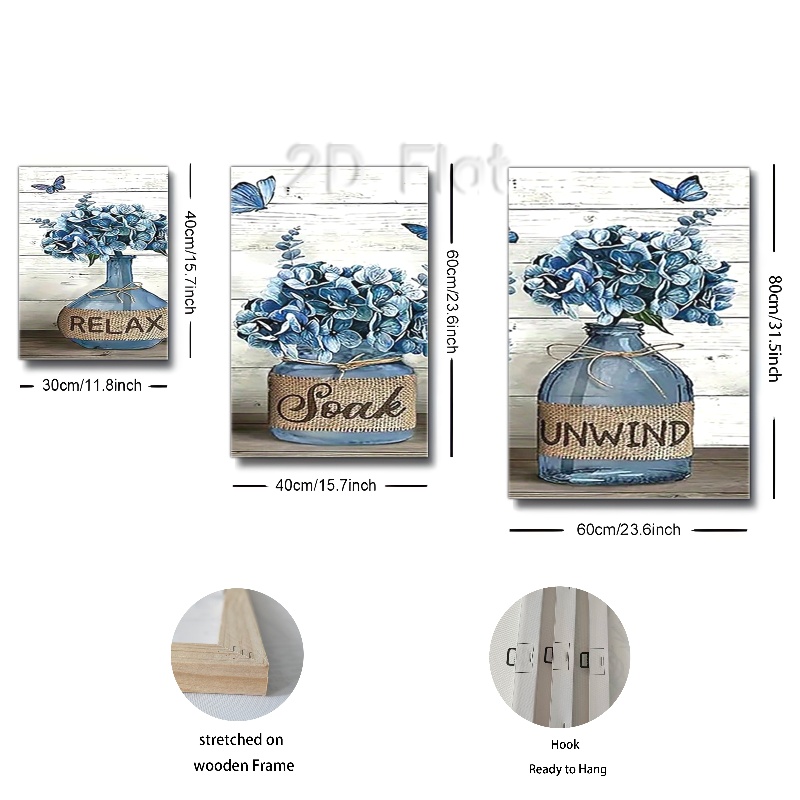 2D Flat
RELAX
40cm/15.7inch
30cm/11.8inch
Soak
60cm/23.6inch
40cm/15.7inch
UNWIND
80cm/31.5inch
60cm/23.6inch
stretched on
wooden Frame
Hook
Ready to Hang